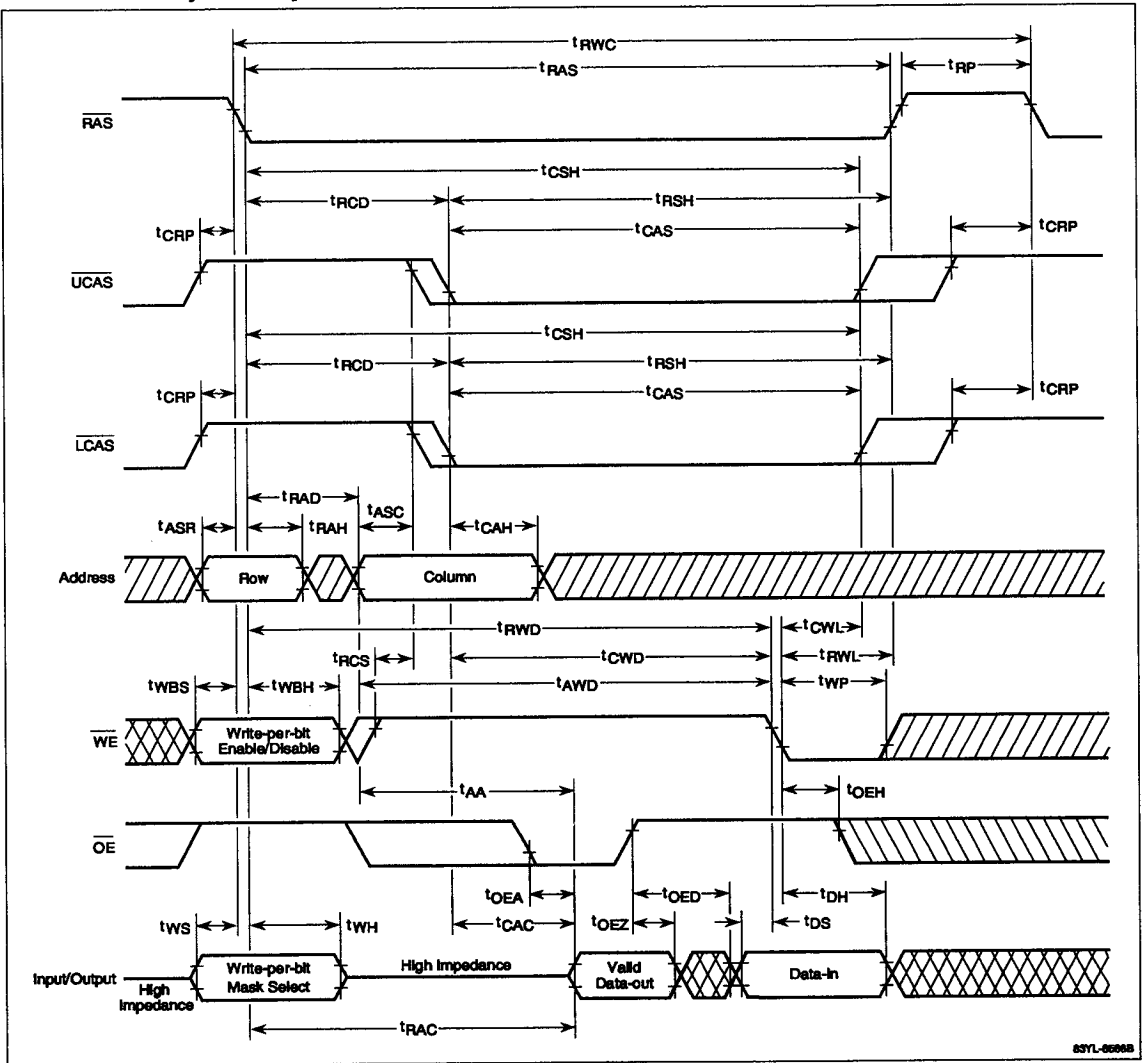 tRWC
tRAS
tRP
RAS
tCSH
tRCD
tRSH
tCRP
tCAS
tCRP
UCAS
tCSH
tRCD
tRSH
tCRP
tCAS
tCRP
LCAS
tRAD
tASR
tRAH
tASC
tCAH
Address
Row
Column
tRWD
tCWL
tRCS
tCWD
tRWL
tWBS
tWBH
tAWD
tWP
WE
Write-per-bit
Enable/Disable
tAA
tOEH
OE
tOEA
tOED
tDH
tWS
tWH
tCAC
tOEZ
tDS
Input/Output
High
Impedance
Write-per-bit
Mask Select
High Impedance
Valid
Data-out
Data-in
tRAC